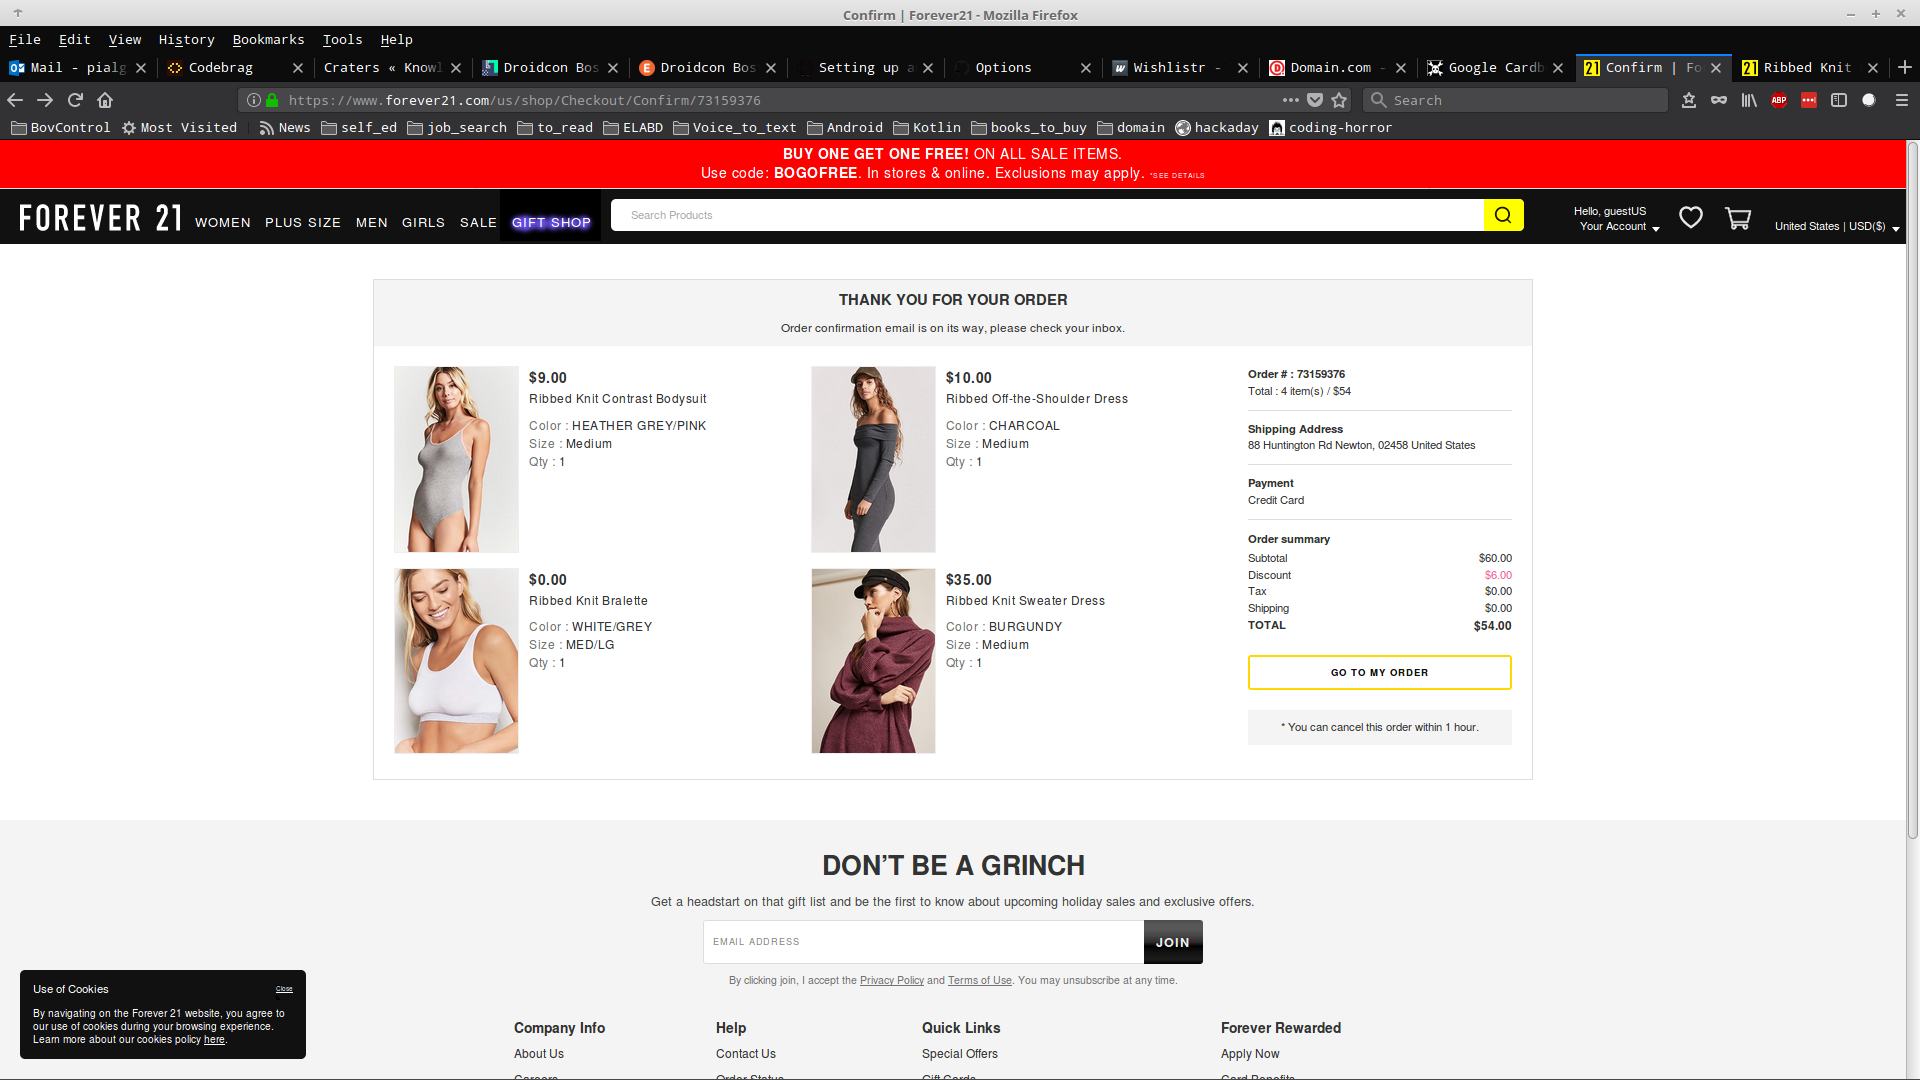 Confirm | Forever21 - Mozilla Firefox
File Edit View History Bookmarks Tools Help
Mail - pialg
Codebrag
Craters « Knowl
Droidcon Bos
Droidcon Bos
Setting up a
Options
Wishlistr -
Domain.com -
Google Cardb
Confirm | Fo
Ribbed Knit
https://www.forever21.com/us/shop/Checkout/Confirm/73159376
Search
ABP
BovControl Most Visited News self_ed job_search to_read ELABD Voice_to_text Android Kotlin books_to_buy domain hackaday coding-horror
BUY ONE GET ONE FREE! ON ALL SALE ITEMS.
Use code: BOGOFREE. In stores & online. Exclusions may apply. *SEE DETAILS
FOREVER 21
WOMEN PLUS SIZE MEN GIRLS SALE GIFT SHOP
Search Products
Hello, guestUS
Your Account
United States | USD($)
THANK YOU FOR YOUR ORDER
Order confirmation email is on its way, please check your inbox.
$9.00
Ribbed Knit Contrast Bodysuit
Color : HEATHER GREY/PINK
Size : Medium
Qty : 1
$10.00
Ribbed Off-the-Shoulder Dress
Color : CHARCOAL
Size : Medium
Qty : 1
$0.00
Ribbed Knit Bralette
Color : WHITE/GREY
Size : MED/LG
Qty : 1
$35.00
Ribbed Knit Sweater Dress
Color : BURGUNDY
Size : Medium
Qty : 1
Order # : 73159376
Total : 4 item(s) / $54
Shipping Address
88 Huntington Rd Newton, 02458 United States
Payment
Credit Card
Order summary
Subtotal $60.00
Discount $6.00
Tax $0.00
Shipping $0.00
TOTAL $54.00
GO TO MY ORDER
* You can cancel this order within 1 hour.
DON'T BE A GRINCH
Get a headstart on that gift list and be the first to know about upcoming holiday sales and exclusive offers.
EMAIL ADDRESS
JOIN
By clicking join, I accept the Privacy Policy and Terms of Use. You may unsubscribe at any time.
Use of Cookies
Close
By navigating on the Forever 21 website, you agree to
our use of cookies during your browsing experience.
Learn more about our cookies policy here.
Company Info Help Quick Links Forever Rewarded
About Us Contact Us Special Offers Apply Now
Careers Order Status Gift Cards Card Benefits